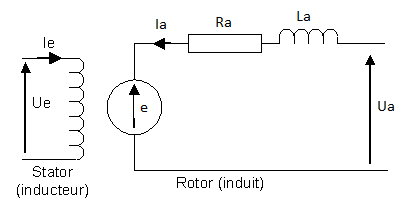 Ia
Ra
La
Ie
Ue
e
Ua
Stator
(inducteur)
Rotor (induit)